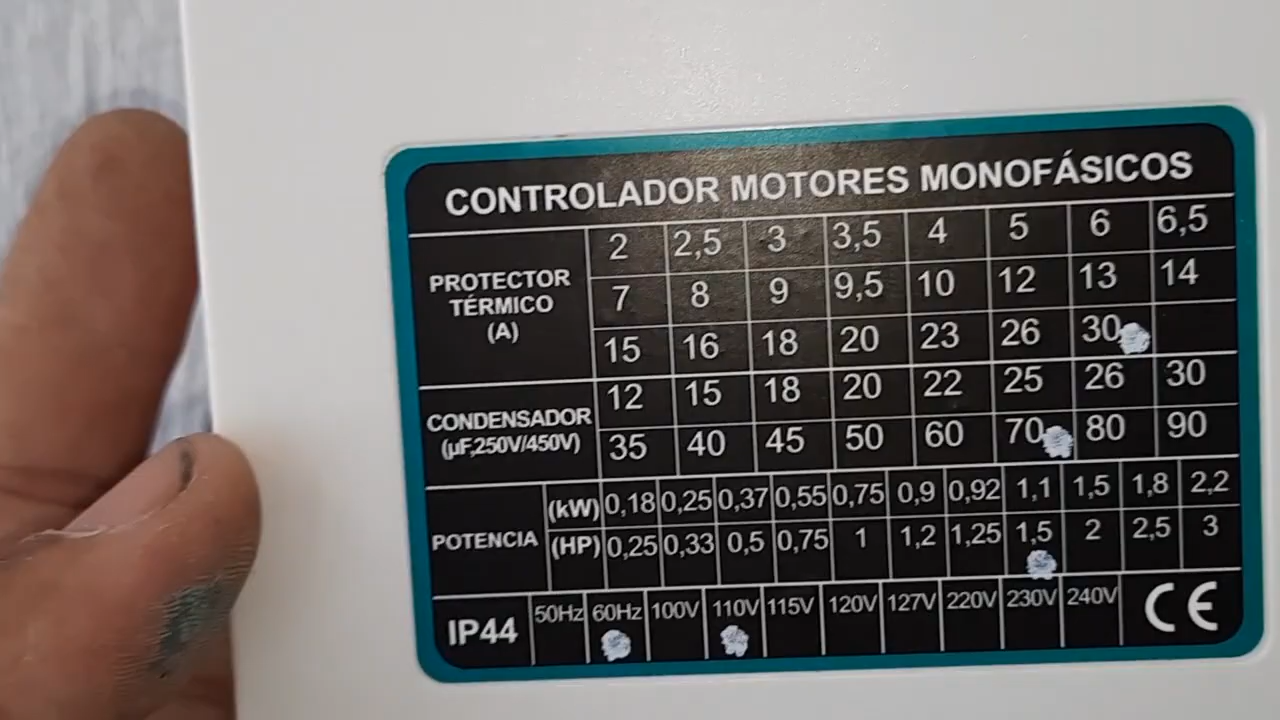 CONTROLADOR MOTORES MONOFÁSICOS
PROTECTOR TÉRMICO (A)
2 2,5 3 3,5 4 5 6 6,5
7 8 9 9,5 10 12 13 14
15 16 18 20 23 26 30
CONDENSADOR (µF,250V/450V)
12 15 18 20 22 25 26 30
35 40 45 50 60 70 80 90
POTENCIA
(kW) 0,18 0,25 0,37 0,55 0,75 0,9 0,92 1,1 1,5 1,8 2,2
(HP) 0,25 0,33 0,5 0,75 1 1,2 1,25 1,5 2 2,5 3
IP44 50Hz 60Hz 100V 110V 115V 120V 127V 220V 230V 240V CE